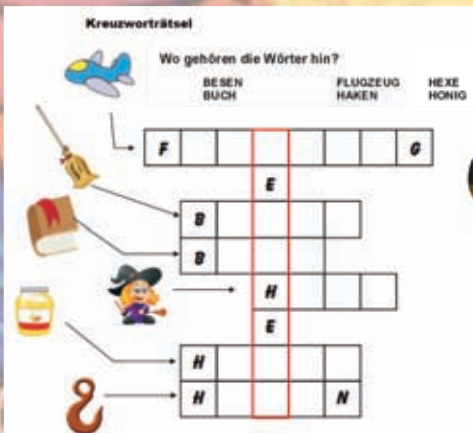 Kreuzworträtsel
Wo gehören die Wörter hin?
BESEN FLUGZEUG HEXE
BUCH HAKEN HONIG
F G
E
B
B
H
E
H
H N